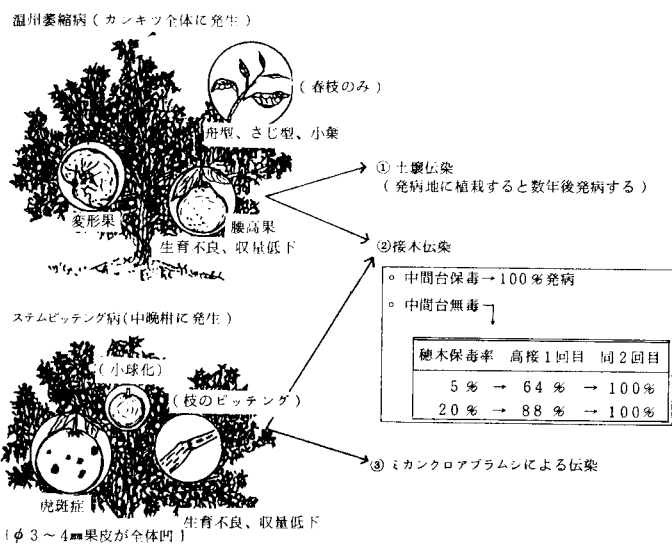 温州萎縮病（カンキツ全体に発生）
（春枝のみ）
舟型、さじ型、小葉
変形果
腰高果
生育不良、収量低下
① 土壌伝染
（発病地に植栽すると数年後発病する）
②接木伝染
○ 中間台保毒→100％発病
○ 中間台無毒
穂木保毒率 高接1回目 同2回目
5％ → 64％ → 100％
20％ → 88％ → 100％
ステムピッテング病（中晩柑に発生）
（小球化）
（枝のピッテング）
虎斑症
生育不良、収量低下
（φ3～4㎜果皮が全体凹）
③ ミカンクロアブラムシによる伝染